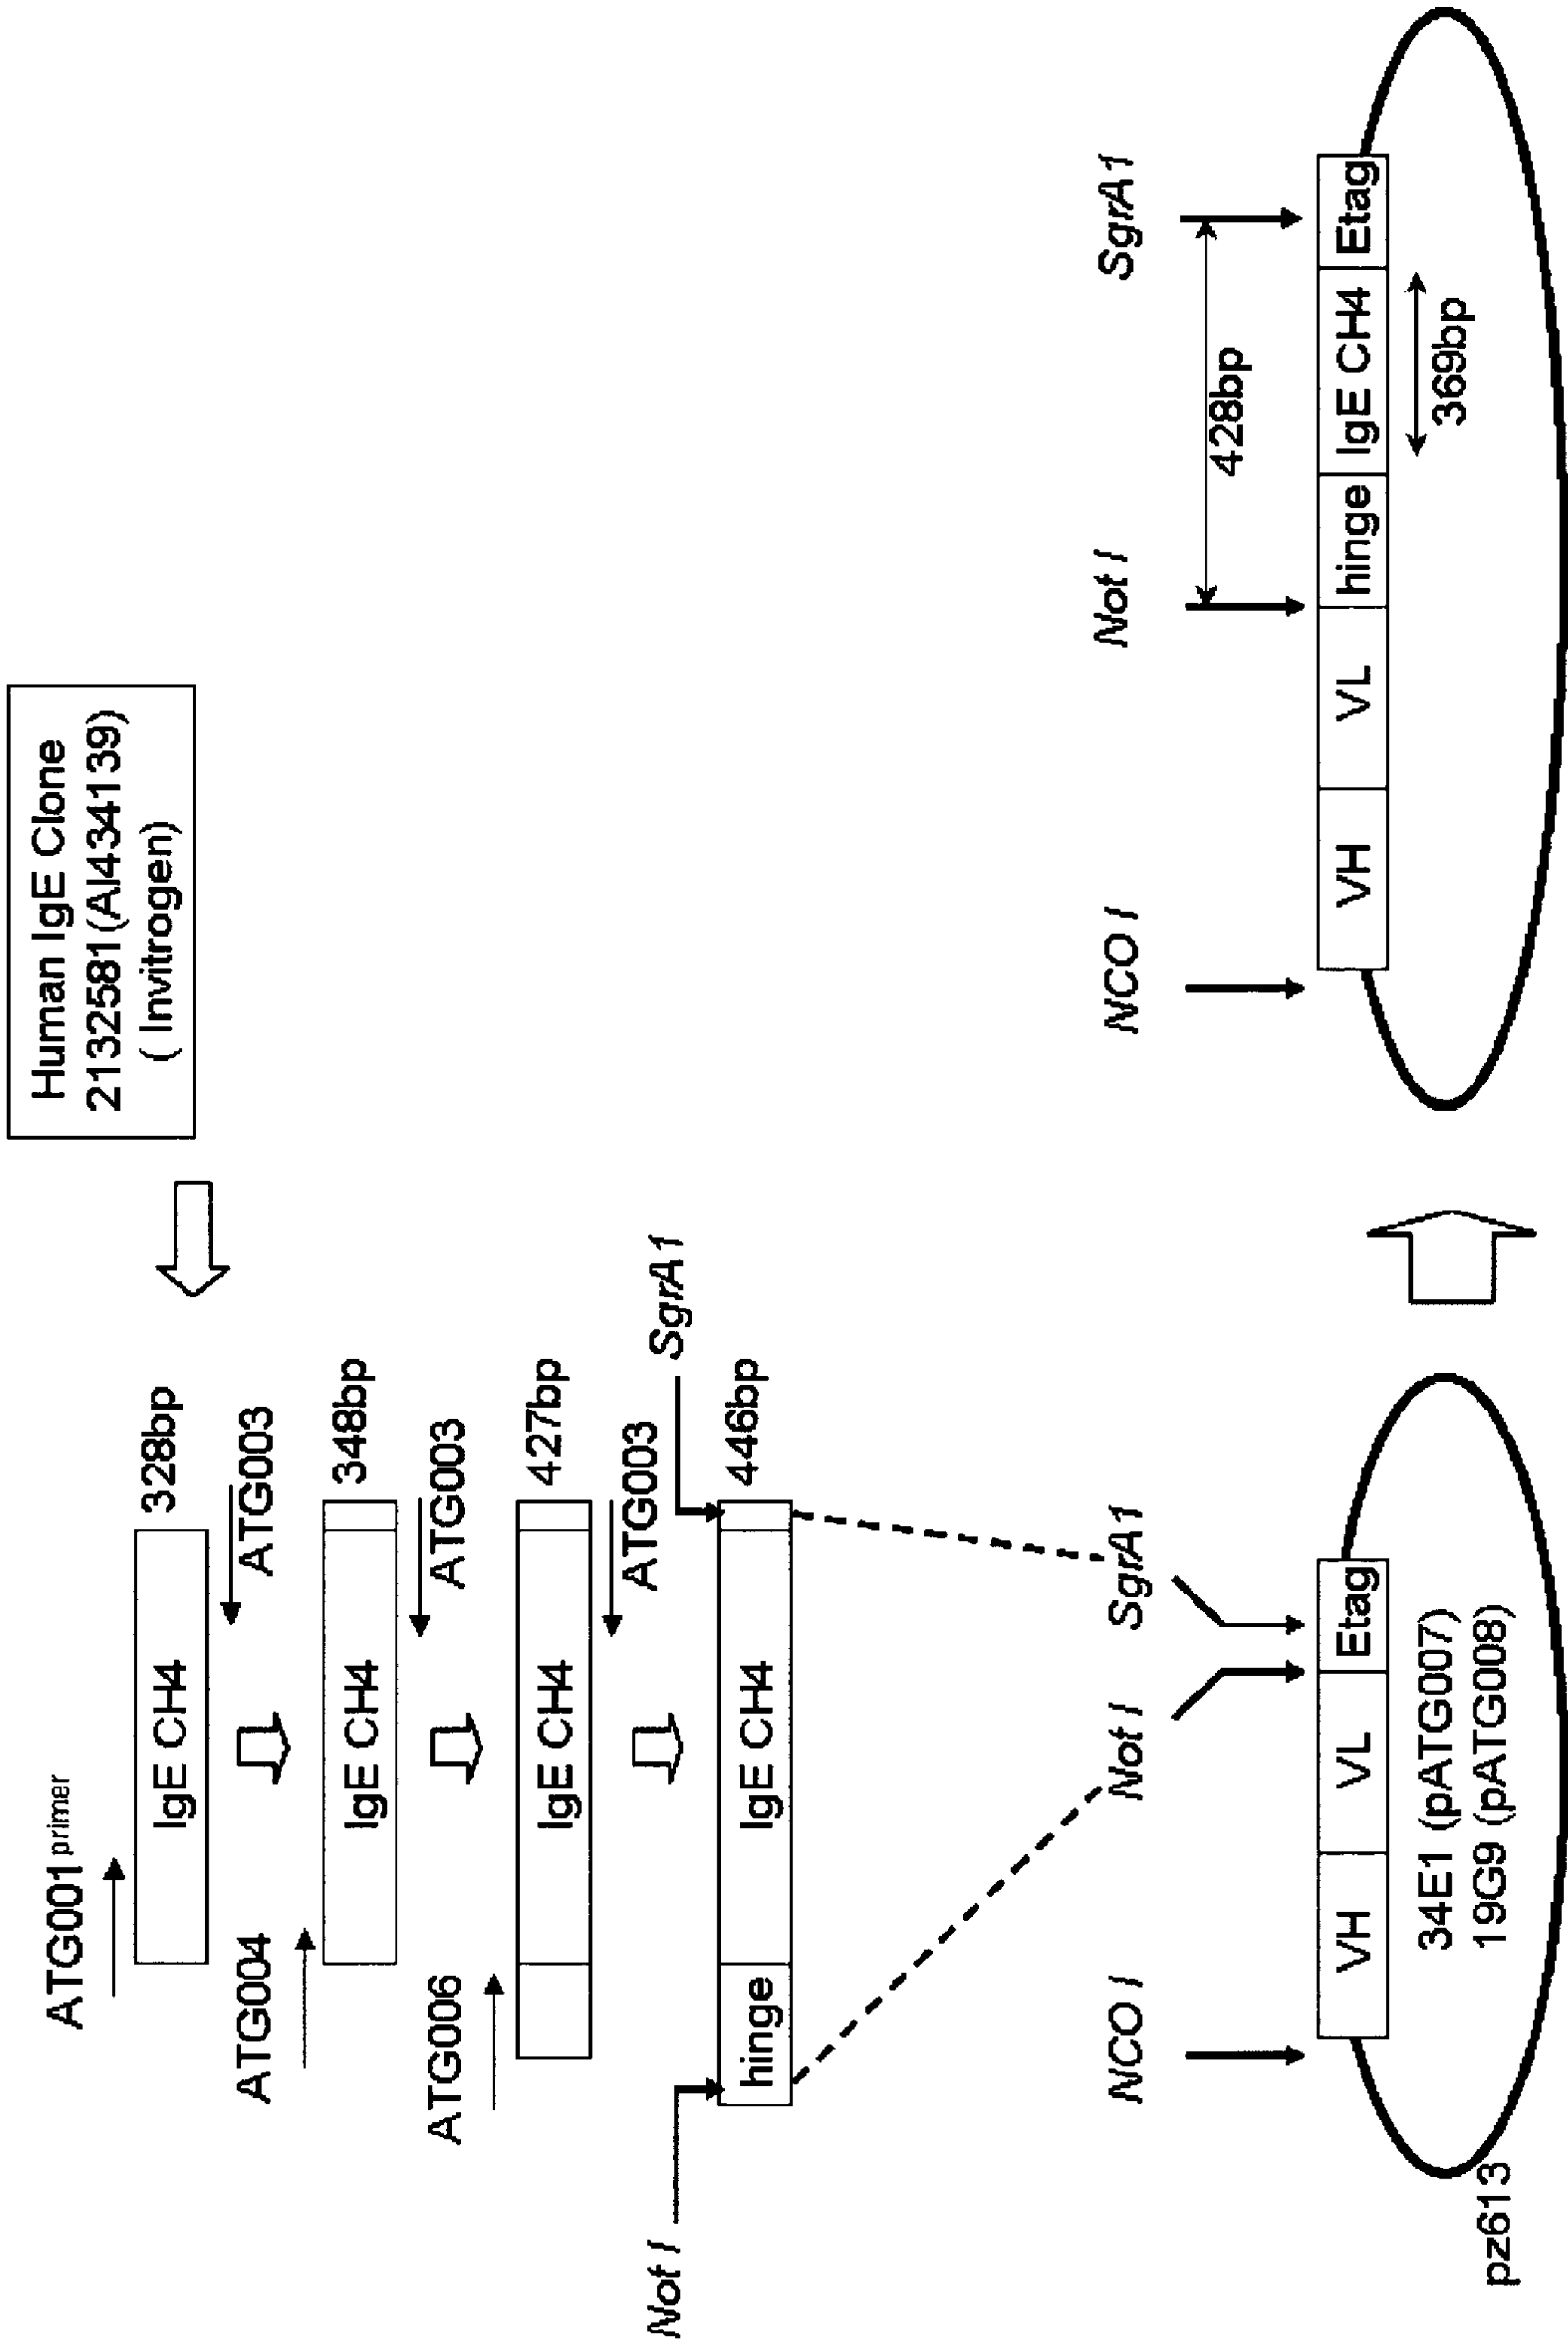 Human IgE Clone
2132581(AI434139)
( Invitrogen)
ATG001 primer
IgE CH4
328bp
ATG003
ATG004
IgE CH4
348bp
ATG003
ATG006
IgE CH4
427bp
ATG003
Not I
SgrA1
hinge
IgE CH4
446bp
NCO I
Not I
SgrA1
VH
VL
Etag
34E1 (pATG007)
19G9 (pATG008)
pz613
NCO I
Not I
SgrA1
428bp
VH
VL
hinge
IgE CH4
Etag
369bp